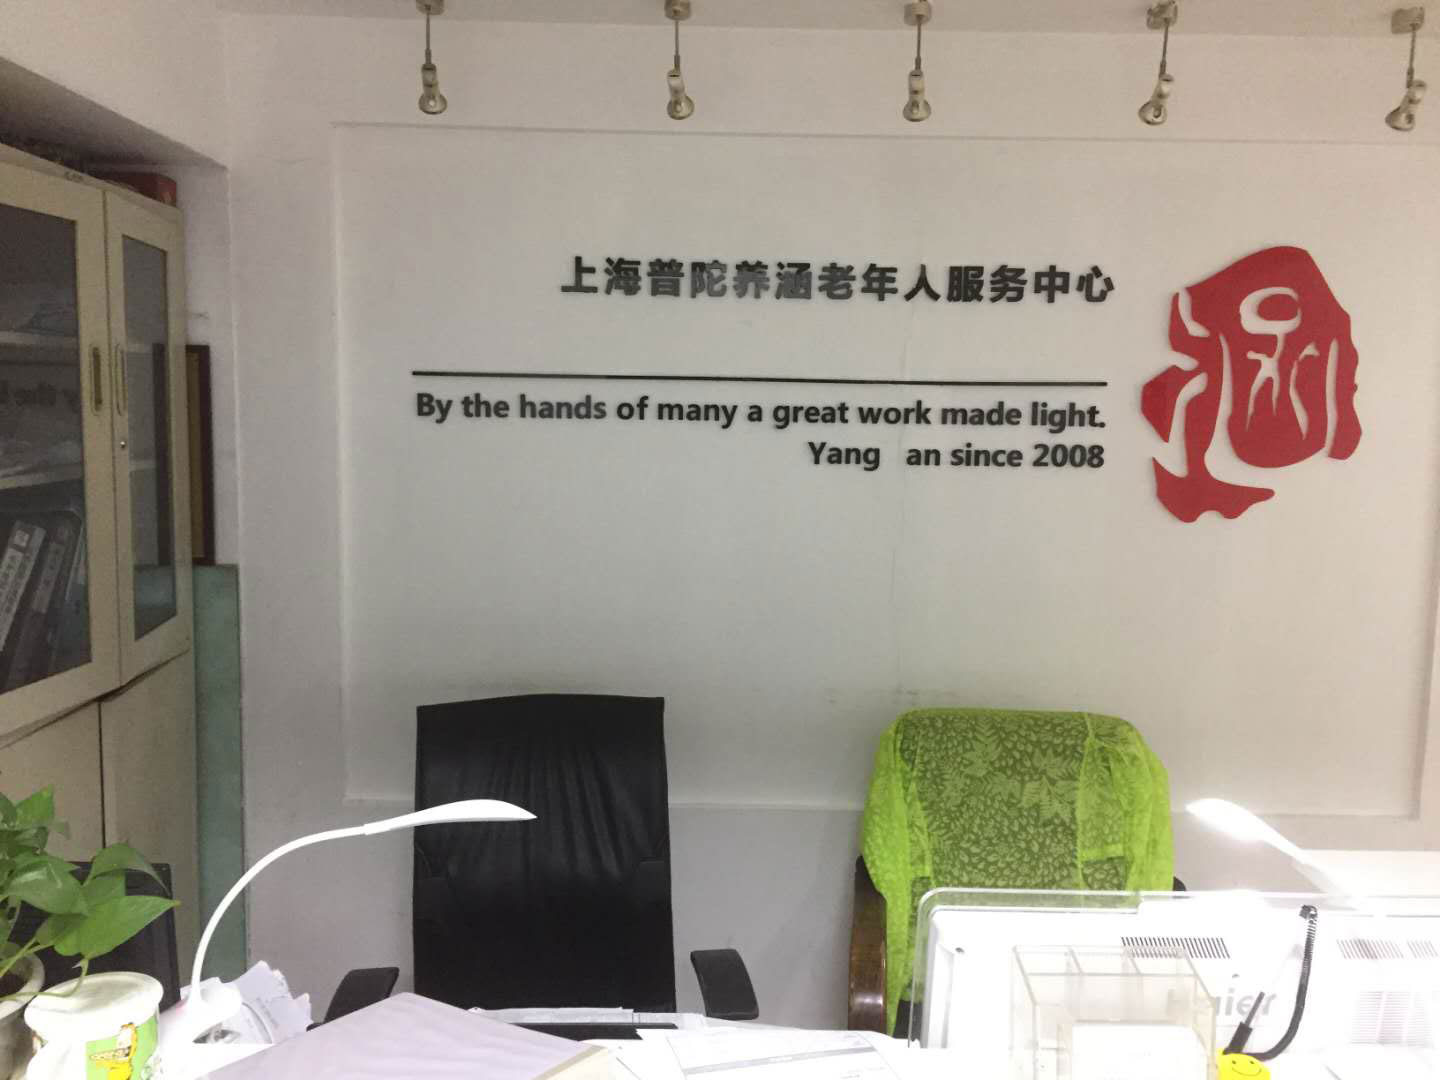 上海普陀养涵老年人服务中心
By the hands of many a great work made light.
Yang an since 2008
Haier